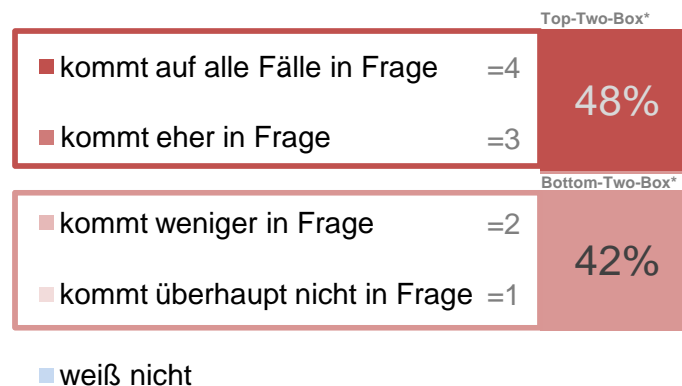 Top-Two-Box*
kommt auf alle Fälle in Frage =4
48%
kommt eher in Frage =3
Bottom-Two-Box*
kommt weniger in Frage =2
42%
kommt überhaupt nicht in Frage =1
weiß nicht